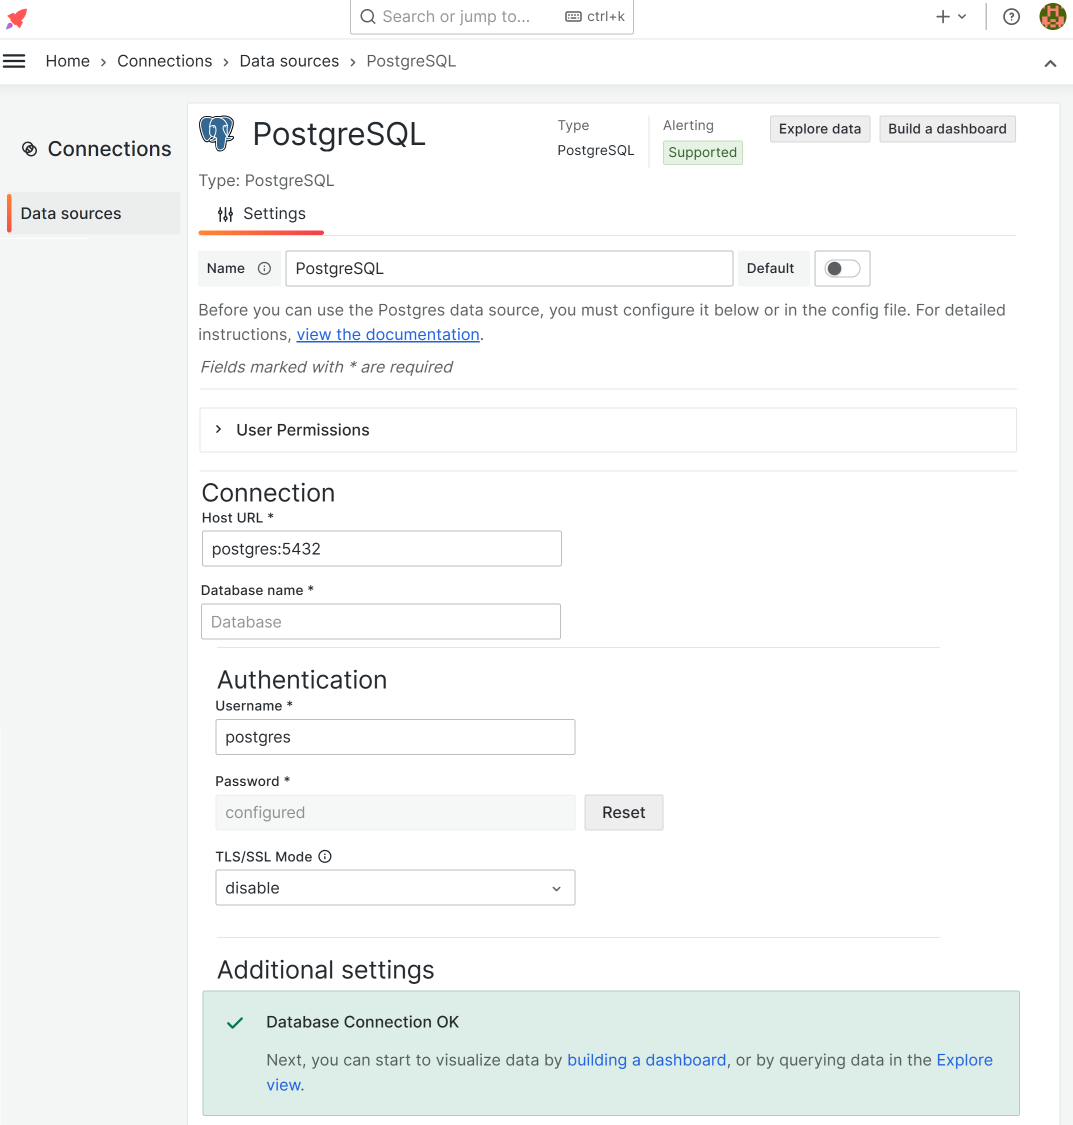 Search or jump to... ctrl+k
Home › Connections › Data sources › PostgreSQL
Connections
Data sources
PostgreSQL
Type
PostgreSQL
Alerting
Supported
Explore data
Build a dashboard
Type: PostgreSQL
Settings
Name PostgreSQL Default
Before you can use the Postgres data source, you must configure it below or in the config file. For detailed
instructions, view the documentation.
Fields marked with * are required
User Permissions
Connection
Host URL *
postgres:5432
Database name *
Database
Authentication
Username *
postgres
Password *
configured Reset
TLS/SSL Mode
disable
Additional settings
Database Connection OK
Next, you can start to visualize data by building a dashboard, or by querying data in the Explore
view.